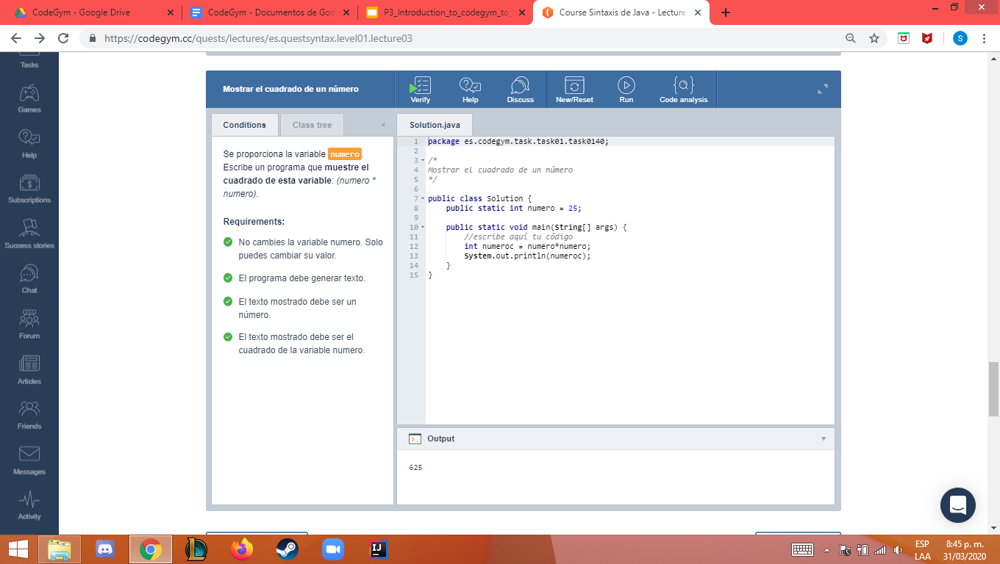 CodeGym - Google Drive
CodeGym - Documentos de Goo
P3_Introduction_to_codegym_to_
Course Sintaxis de Java - Lecture
https://codegym.cc/quests/lectures/es.questsyntax.level01.lecture03
S
Tasks
Games
Help
Subscriptions
Success stories
Chat
Forum
Articles
Friends
Messages
Activity
Mostrar el cuadrado de un número
Verify
Help
Discuss
New/Reset
Run
Code analysis
Conditions
Class tree
Se proporciona la variable numero.
Escribe un programa que muestre el
cuadrado de esta variable: (numero *
numero).
Requirements:
No cambies la variable numero. Solo
puedes cambiar su valor.
El programa debe generar texto.
El texto mostrado debe ser un
número.
El texto mostrado debe ser el
cuadrado de la variable numero.
Solution.java
1 package es.codegym.task.task01.task0140;
2
3 /*
4 Mostrar el cuadrado de un número
5 */
6
7 public class Solution {
8 public static int numero = 25;
9
10 public static void main(String[] args) {
11 //escribe aquí tu código
12 int numeroc = numero*numero;
13 System.out.println(numeroc);
14 }
15 }
Output
625
IJ
ESP
LAA
8:45 p. m.
31/03/2020